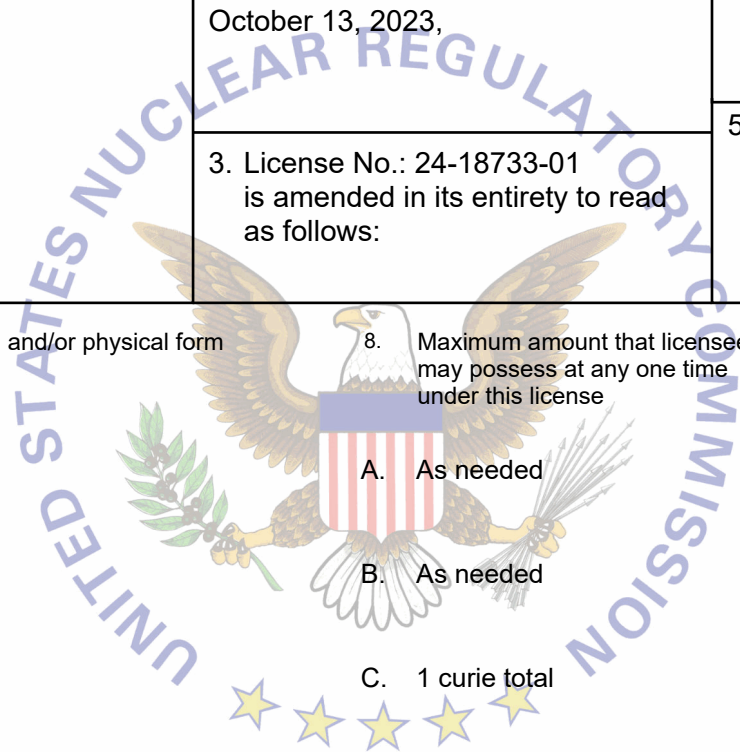 October 13, 2023,
5
3. License No.: 24-18733-01
is amended in its entirety to read
as follows:
and/or physical form
8. Maximum amount that licensee
may possess at any one time
under this license
A. As needed
B. As needed
C. 1 curie total
UNITED STATES NUCLEAR REGULATORY COMMISSION